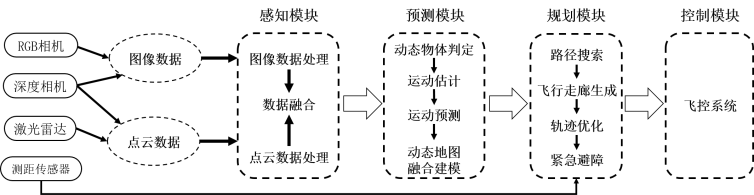 感知模块
预测模块
规划模块
控制模块
RGB相机
深度相机
激光雷达
测距传感器
图像数据
点云数据
图像数据处理
数据融合
点云数据处理
动态物体判定
运动估计
运动预测
动态地图
融合建模
路径搜索
飞行走廊生成
轨迹优化
紧急避障
飞控系统